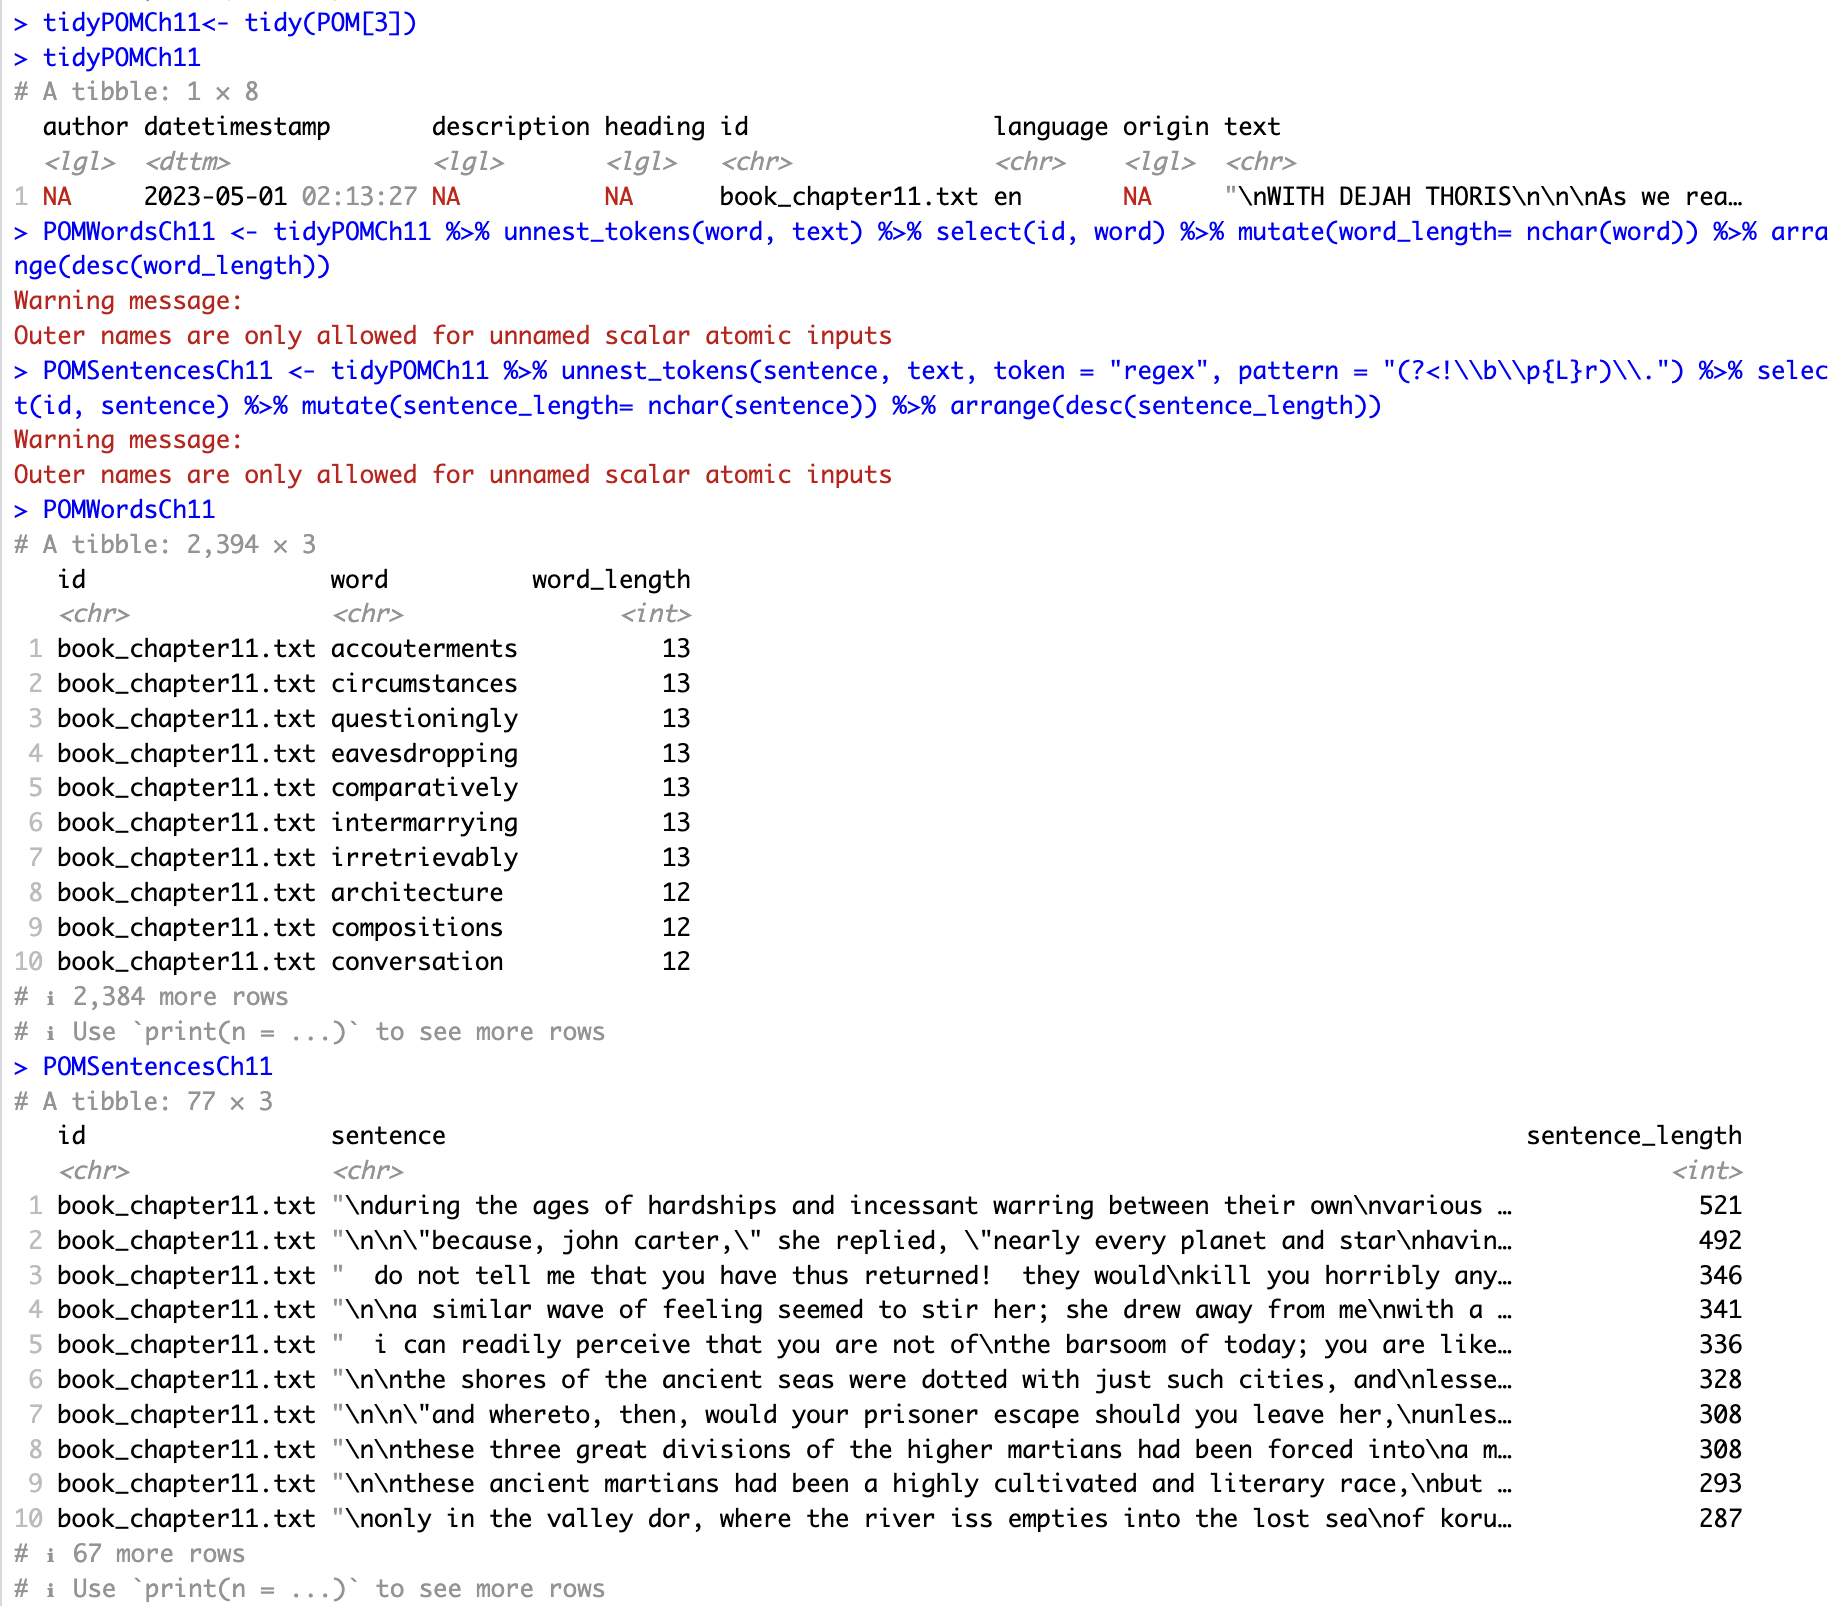 > tidyPOMCh11<- tidy(POM[3])
> tidyPOMCh11
# A tibble: 1 × 8
  author datetimestamp       description heading id                 language origin text
  <lgl>  <dttm>              <lgl>       <lgl>   <chr>              <chr>    <lgl>  <chr>
1 NA     2023-05-01 02:13:27 NA          NA      book_chapter11.txt en       NA     "\nWITH DEJAH THORIS\n\n\nAs we rea…
> POMWordsCh11 <- tidyPOMCh11 %>% unnest_tokens(word, text) %>% select(id, word) %>% mutate(word_length= nchar(word)) %>% arra
nge(desc(word_length))
Warning message:
Outer names are only allowed for unnamed scalar atomic inputs
> POMSentencesCh11 <- tidyPOMCh11 %>% unnest_tokens(sentence, text, token = "regex", pattern = "(?<!\\b\\p{L}r)\\.") %>% selec
t(id, sentence) %>% mutate(sentence_length= nchar(sentence)) %>% arrange(desc(sentence_length))
Warning message:
Outer names are only allowed for unnamed scalar atomic inputs
> POMWordsCh11
# A tibble: 2,394 × 3
   id                 word          word_length
   <chr>              <chr>               <int>
 1 book_chapter11.txt accouterments          13
 2 book_chapter11.txt circumstances          13
 3 book_chapter11.txt questioningly          13
 4 book_chapter11.txt eavesdropping          13
 5 book_chapter11.txt comparatively          13
 6 book_chapter11.txt intermarrying          13
 7 book_chapter11.txt irretrievably          13
 8 book_chapter11.txt architecture           12
 9 book_chapter11.txt compositions           12
10 book_chapter11.txt conversation           12
# ℹ 2,384 more rows
# ℹ Use `print(n = ...)` to see more rows
> POMSentencesCh11
# A tibble: 77 × 3
   id                 sentence                                                                           sentence_length
   <chr>              <chr>                                                                                        <int>
 1 book_chapter11.txt "\nduring the ages of hardships and incessant warring between their own\nvarious …             521
 2 book_chapter11.txt "\n\n\"because, john carter,\" she replied, \"nearly every planet and star\nhavin…             492
 3 book_chapter11.txt "  do not tell me that you have thus returned!  they would\nkill you horribly any…             346
 4 book_chapter11.txt "\n\na similar wave of feeling seemed to stir her; she drew away from me\nwith a …             341
 5 book_chapter11.txt "  i can readily perceive that you are not of\nthe barsoom of today; you are like…             336
 6 book_chapter11.txt "\n\nthe shores of the ancient seas were dotted with just such cities, and\nlesse…             328
 7 book_chapter11.txt "\n\n\"and whereto, then, would your prisoner escape should you leave her,\nunles…             308
 8 book_chapter11.txt "\n\nthese three great divisions of the higher martians had been forced into\na m…             308
 9 book_chapter11.txt "\n\nthese ancient martians had been a highly cultivated and literary race,\nbut …             293
10 book_chapter11.txt "\nonly in the valley dor, where the river iss empties into the lost sea\nof koru…             287
# ℹ 67 more rows
# ℹ Use `print(n = ...)` to see more rows